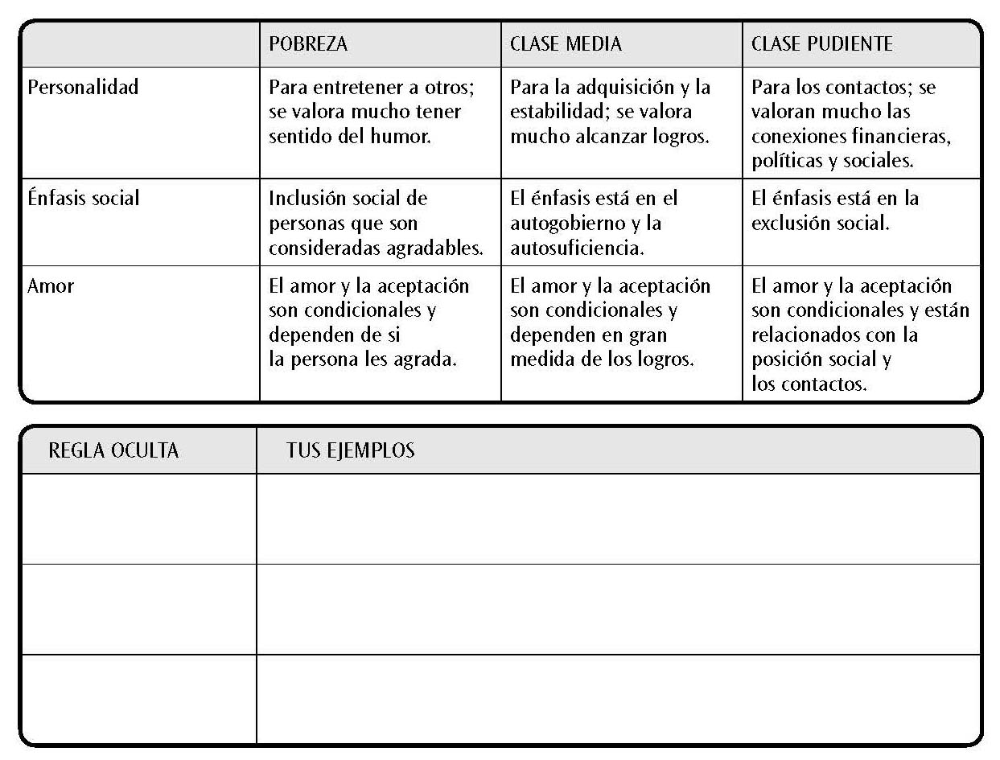 POBREZA
CLASE MEDIA
CLASE PUDIENTE
Personalidad
Para entretener a otros;
se valora mucho tener
sentido del humor.
Para la adquisición y la
estabilidad; se valora
mucho alcanzar logros.
Para los contactos; se
valoran mucho las
conexiones financieras,
políticas y sociales.
Énfasis social
Inclusión social de
personas que son
consideradas agradables.
El énfasis está en el
autogobierno y la
autosuficiencia.
El énfasis está en la
exclusión social.
Amor
El amor y la aceptación
son condicionales y
dependen de si
la persona les agrada.
El amor y la aceptación
son condicionales y
dependen en gran
medida de los logros.
El amor y la aceptación
son condicionales y están
relacionados con la
posición social y
los contactos.
REGLA OCULTA
TUS EJEMPLOS